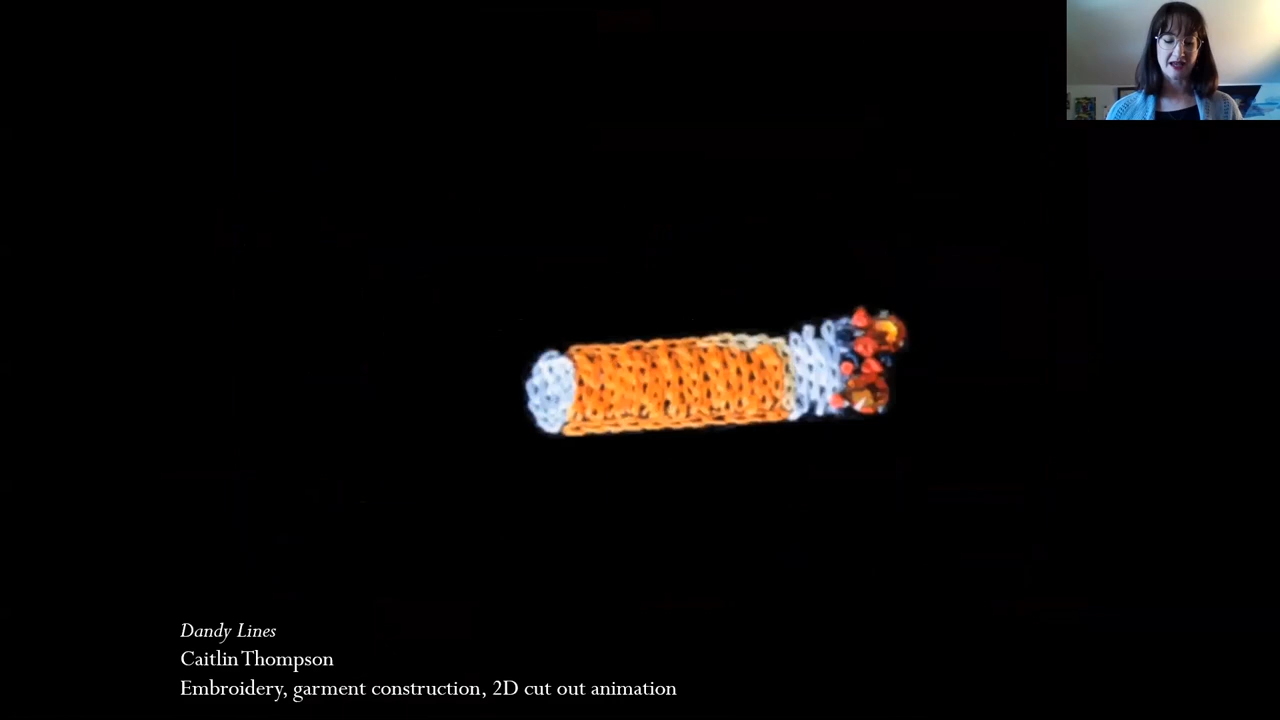 Dandy Lines
Caitlin Thompson
Embroidery, garment construction, 2D cut out animation